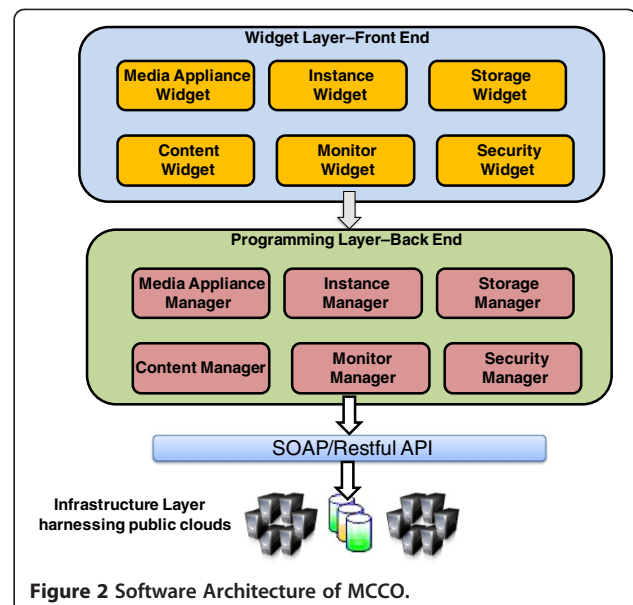 Widget Layer–Front End
Media Appliance Widget
Instance Widget
Storage Widget
Content Widget
Monitor Widget
Security Widget
Programming Layer–Back End
Media Appliance Manager
Instance Manager
Storage Manager
Content Manager
Monitor Manager
Security Manager
SOAP/Restful API
Infrastructure Layer
harnessing public clouds
Figure 2 Software Architecture of MCCO.